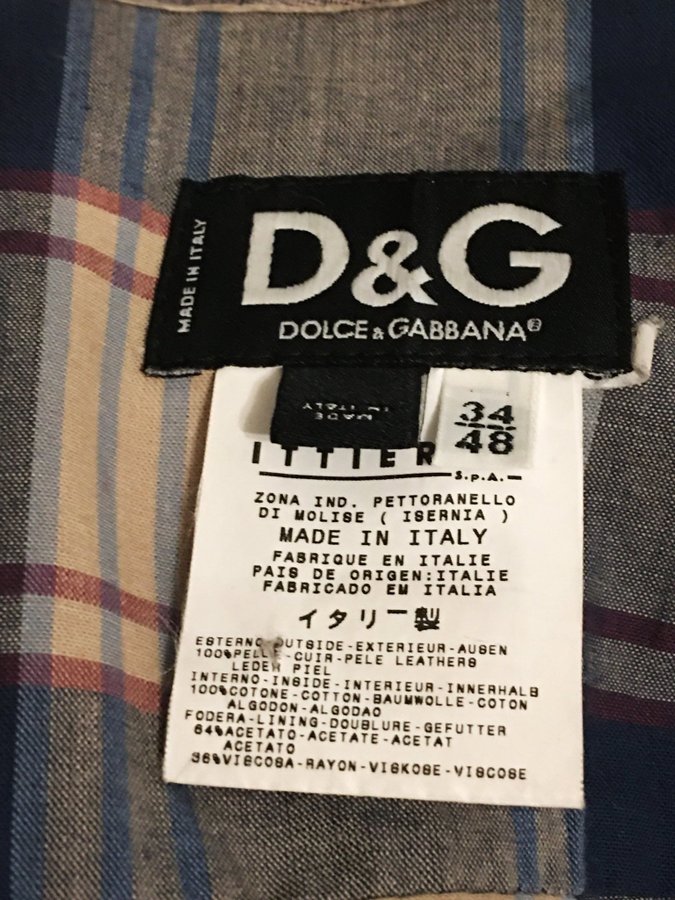 MADE IN ITALY
D&G
DOLCE & GABBANA
MADE IN ITALY
34
48
ITTIER
S.p.A.
ZONA IND. PETTORANELLO
DI MOLISE ( ISERNIA )
MADE IN ITALY
FABRIQUE EN ITALIE
PAIS DE ORIGEN:ITALIE
FABRICADO EM ITALIA
イタリー製
ESTERNO OUTSIDE-EXTERIEUR-AUSEN
100%PELLE-CUIR-PELE LEATHERS
LEDER PIEL
INTERNO-INSIDE-INTERIEUR-INNERHALB
100%COTONE-COTTON-BAUMWOLLE-COTON
ALGODON-ALGODAO
FODERA-LINING-DOUBLURE-GEFUTTER
64%ACETATO-ACETATE-ACETAT
ACETATO
36%VISCOSA-RAYON-VISKOSE-VISCOSE